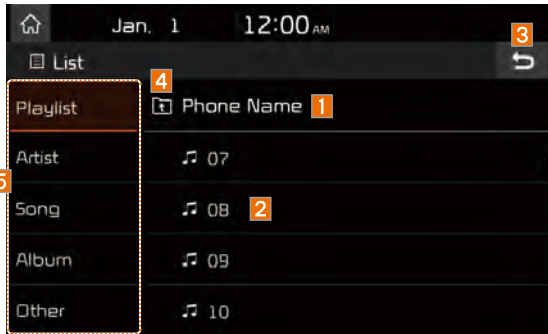 Jan. 1 12:00 AM
3
List
4
Playlist
Phone Name 1
Artist
07
5
Song
08 2
Album
09
Other
10